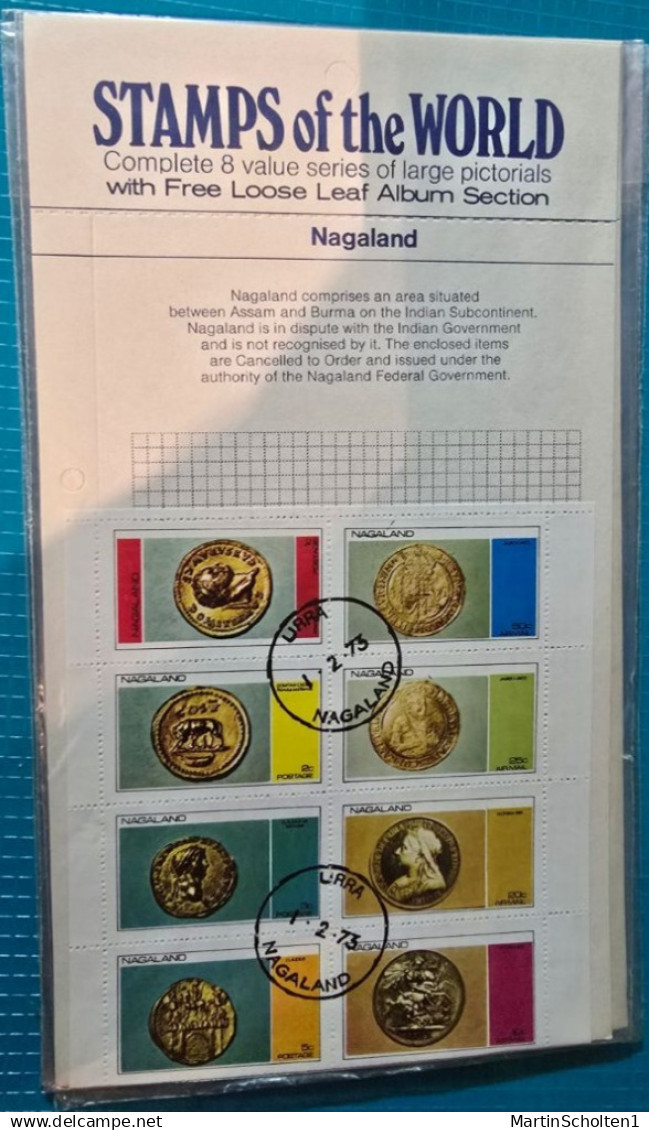 STAMPS of the WORLD
Complete 8 value series of large pictorials
with Free Loose Leaf Album Section
Nagaland
Nagaland comprises an area situated
between Assam and Burma on the Indian Subcontinent.
Nagaland is in dispute with the Indian Government
and is not recognised by it. The enclosed items
are Cancelled to Order and issued under the
authority of the Nagaland Federal Government.
NAGALAND
NAGALAND
50c
AIRMAIL
URRA
1·2·73
NAGALAND
NAGALAND
2c
POSTAGE
NAGALAND
25c
AIRMAIL
NAGALAND
NAGALAND
20c
AIRMAIL
URRA
1·2·73
NAGALAND
NAGALAND
5c
POSTAGE
NAGALAND
MartinScholten1